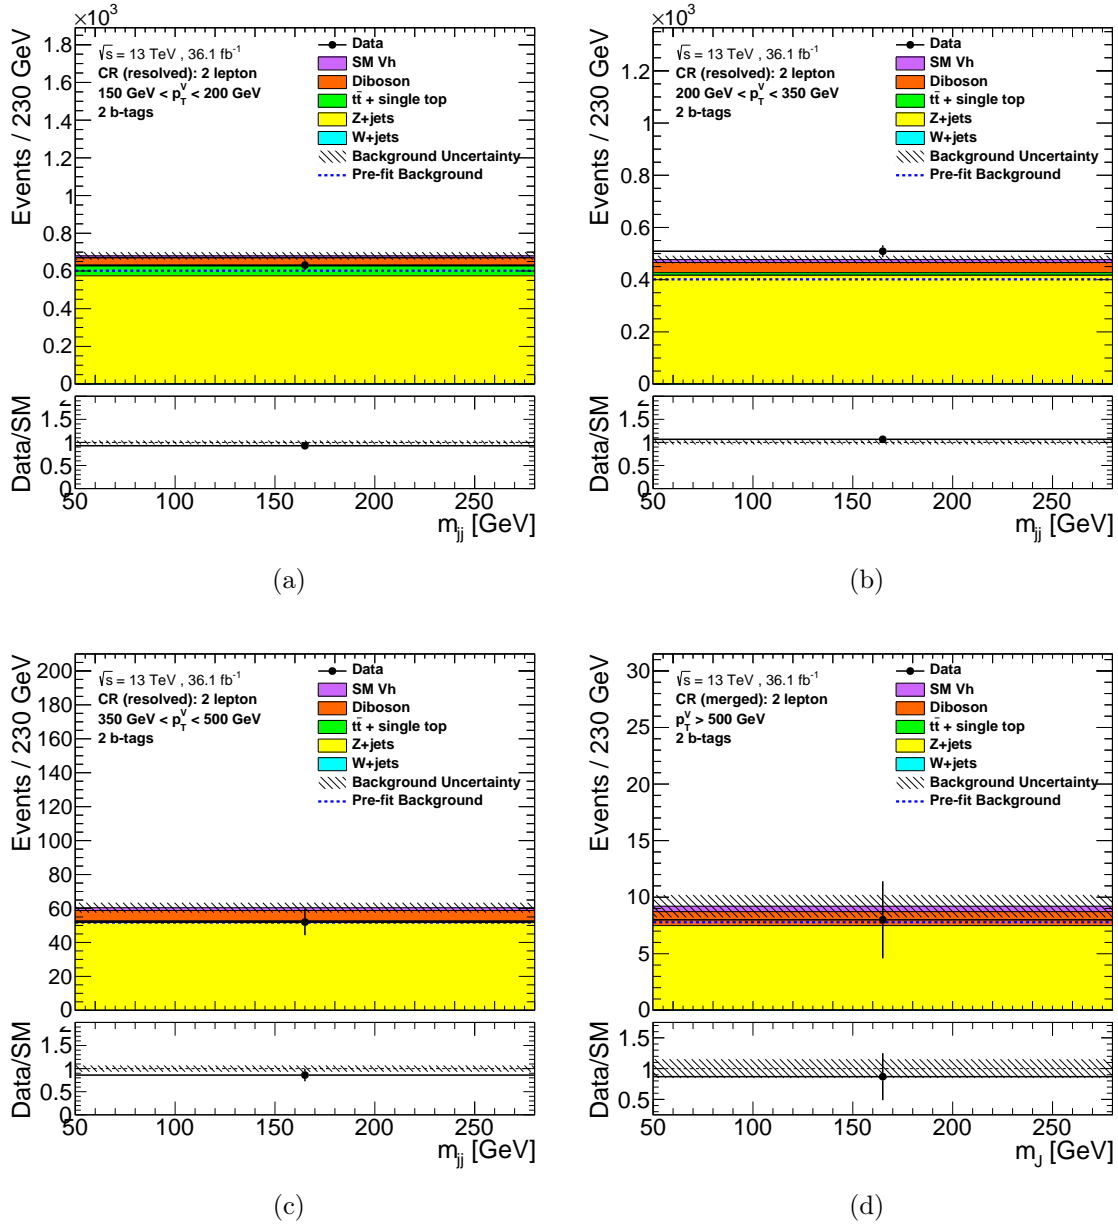 ×10³
Events / 230 GeV
1.8
1.6
1.4
1.2
1
0.8
0.6
0.4
0.2
0
√s = 13 TeV , 36.1 fb⁻¹
CR (resolved): 2 lepton
150 GeV < p_T^V < 200 GeV
2 b-tags
Data
SM Vh
Diboson
tt̄ + single top
Z+jets
W+jets
Background Uncertainty
Pre-fit Background
Data/SM
2
1.5
1
0.5
0
50 100 150 200 250
m_jj [GeV]
(a)
×10³
Events / 230 GeV
1.2
1
0.8
0.6
0.4
0.2
0
√s = 13 TeV , 36.1 fb⁻¹
CR (resolved): 2 lepton
200 GeV < p_T^V < 350 GeV
2 b-tags
Data
SM Vh
Diboson
tt̄ + single top
Z+jets
W+jets
Background Uncertainty
Pre-fit Background
Data/SM
2
1.5
1
0.5
0
50 100 150 200 250
m_jj [GeV]
(b)
Events / 230 GeV
200
180
160
140
120
100
80
60
40
20
0
√s = 13 TeV , 36.1 fb⁻¹
CR (resolved): 2 lepton
350 GeV < p_T^V < 500 GeV
2 b-tags
Data
SM Vh
Diboson
tt̄ + single top
Z+jets
W+jets
Background Uncertainty
Pre-fit Background
Data/SM
2
1.5
1
0.5
0
50 100 150 200 250
m_jj [GeV]
(c)
Events / 230 GeV
30
25
20
15
10
5
0
√s = 13 TeV , 36.1 fb⁻¹
CR (merged): 2 lepton
p_T^V > 500 GeV
2 b-tags
Data
SM Vh
Diboson
tt̄ + single top
Z+jets
W+jets
Background Uncertainty
Pre-fit Background
Data/SM
1.5
1
0.5
50 100 150 200 250
m_J [GeV]
(d)